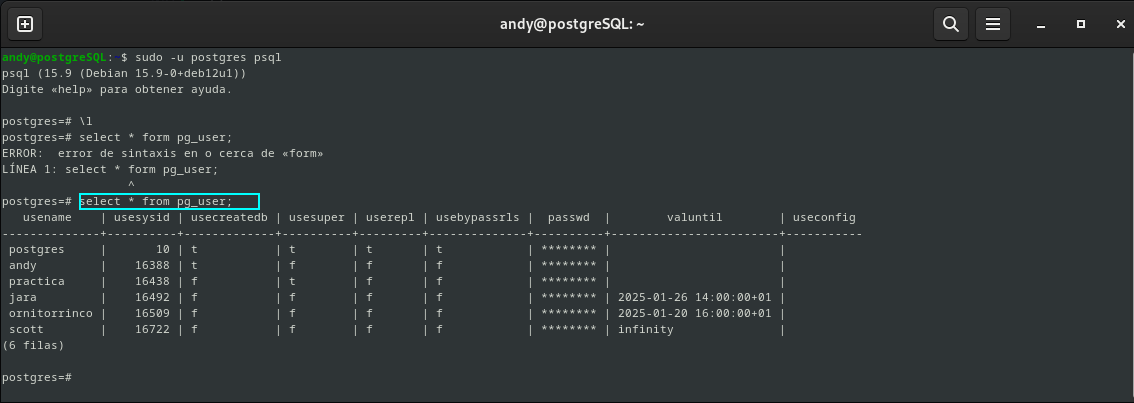 andy@postgreSQL: ~
andy@postgreSQL:~$ sudo -u postgres psql
psql (15.9 (Debian 15.9-0+deb12u1))
Digite «help» para obtener ayuda.
postgres=# \l
postgres=# select * form pg_user;
ERROR:  error de sintaxis en o cerca de «form»
LÍNEA 1: select * form pg_user;
                  ^
postgres=# select * from pg_user;
   usename    | usesysid | usecreatedb | usesuper | userepl | usebypassrls |  passwd  |        valuntil        | useconfig
--------------+----------+-------------+----------+---------+--------------+----------+------------------------+-----------
 postgres     |       10 | t           | t        | t       | t            | ******** |                        |
 andy         |    16388 | t           | f        | f       | f            | ******** |                        |
 practica     |    16438 | f           | t        | f       | f            | ******** |                        |
 jara         |    16492 | f           | f        | f       | f            | ******** | 2025-01-26 14:00:00+01 |
 ornitorrinco |    16509 | f           | f        | f       | f            | ******** | 2025-01-20 16:00:00+01 |
 scott        |    16722 | f           | f        | f       | f            | ******** | infinity               |
(6 filas)
postgres=#